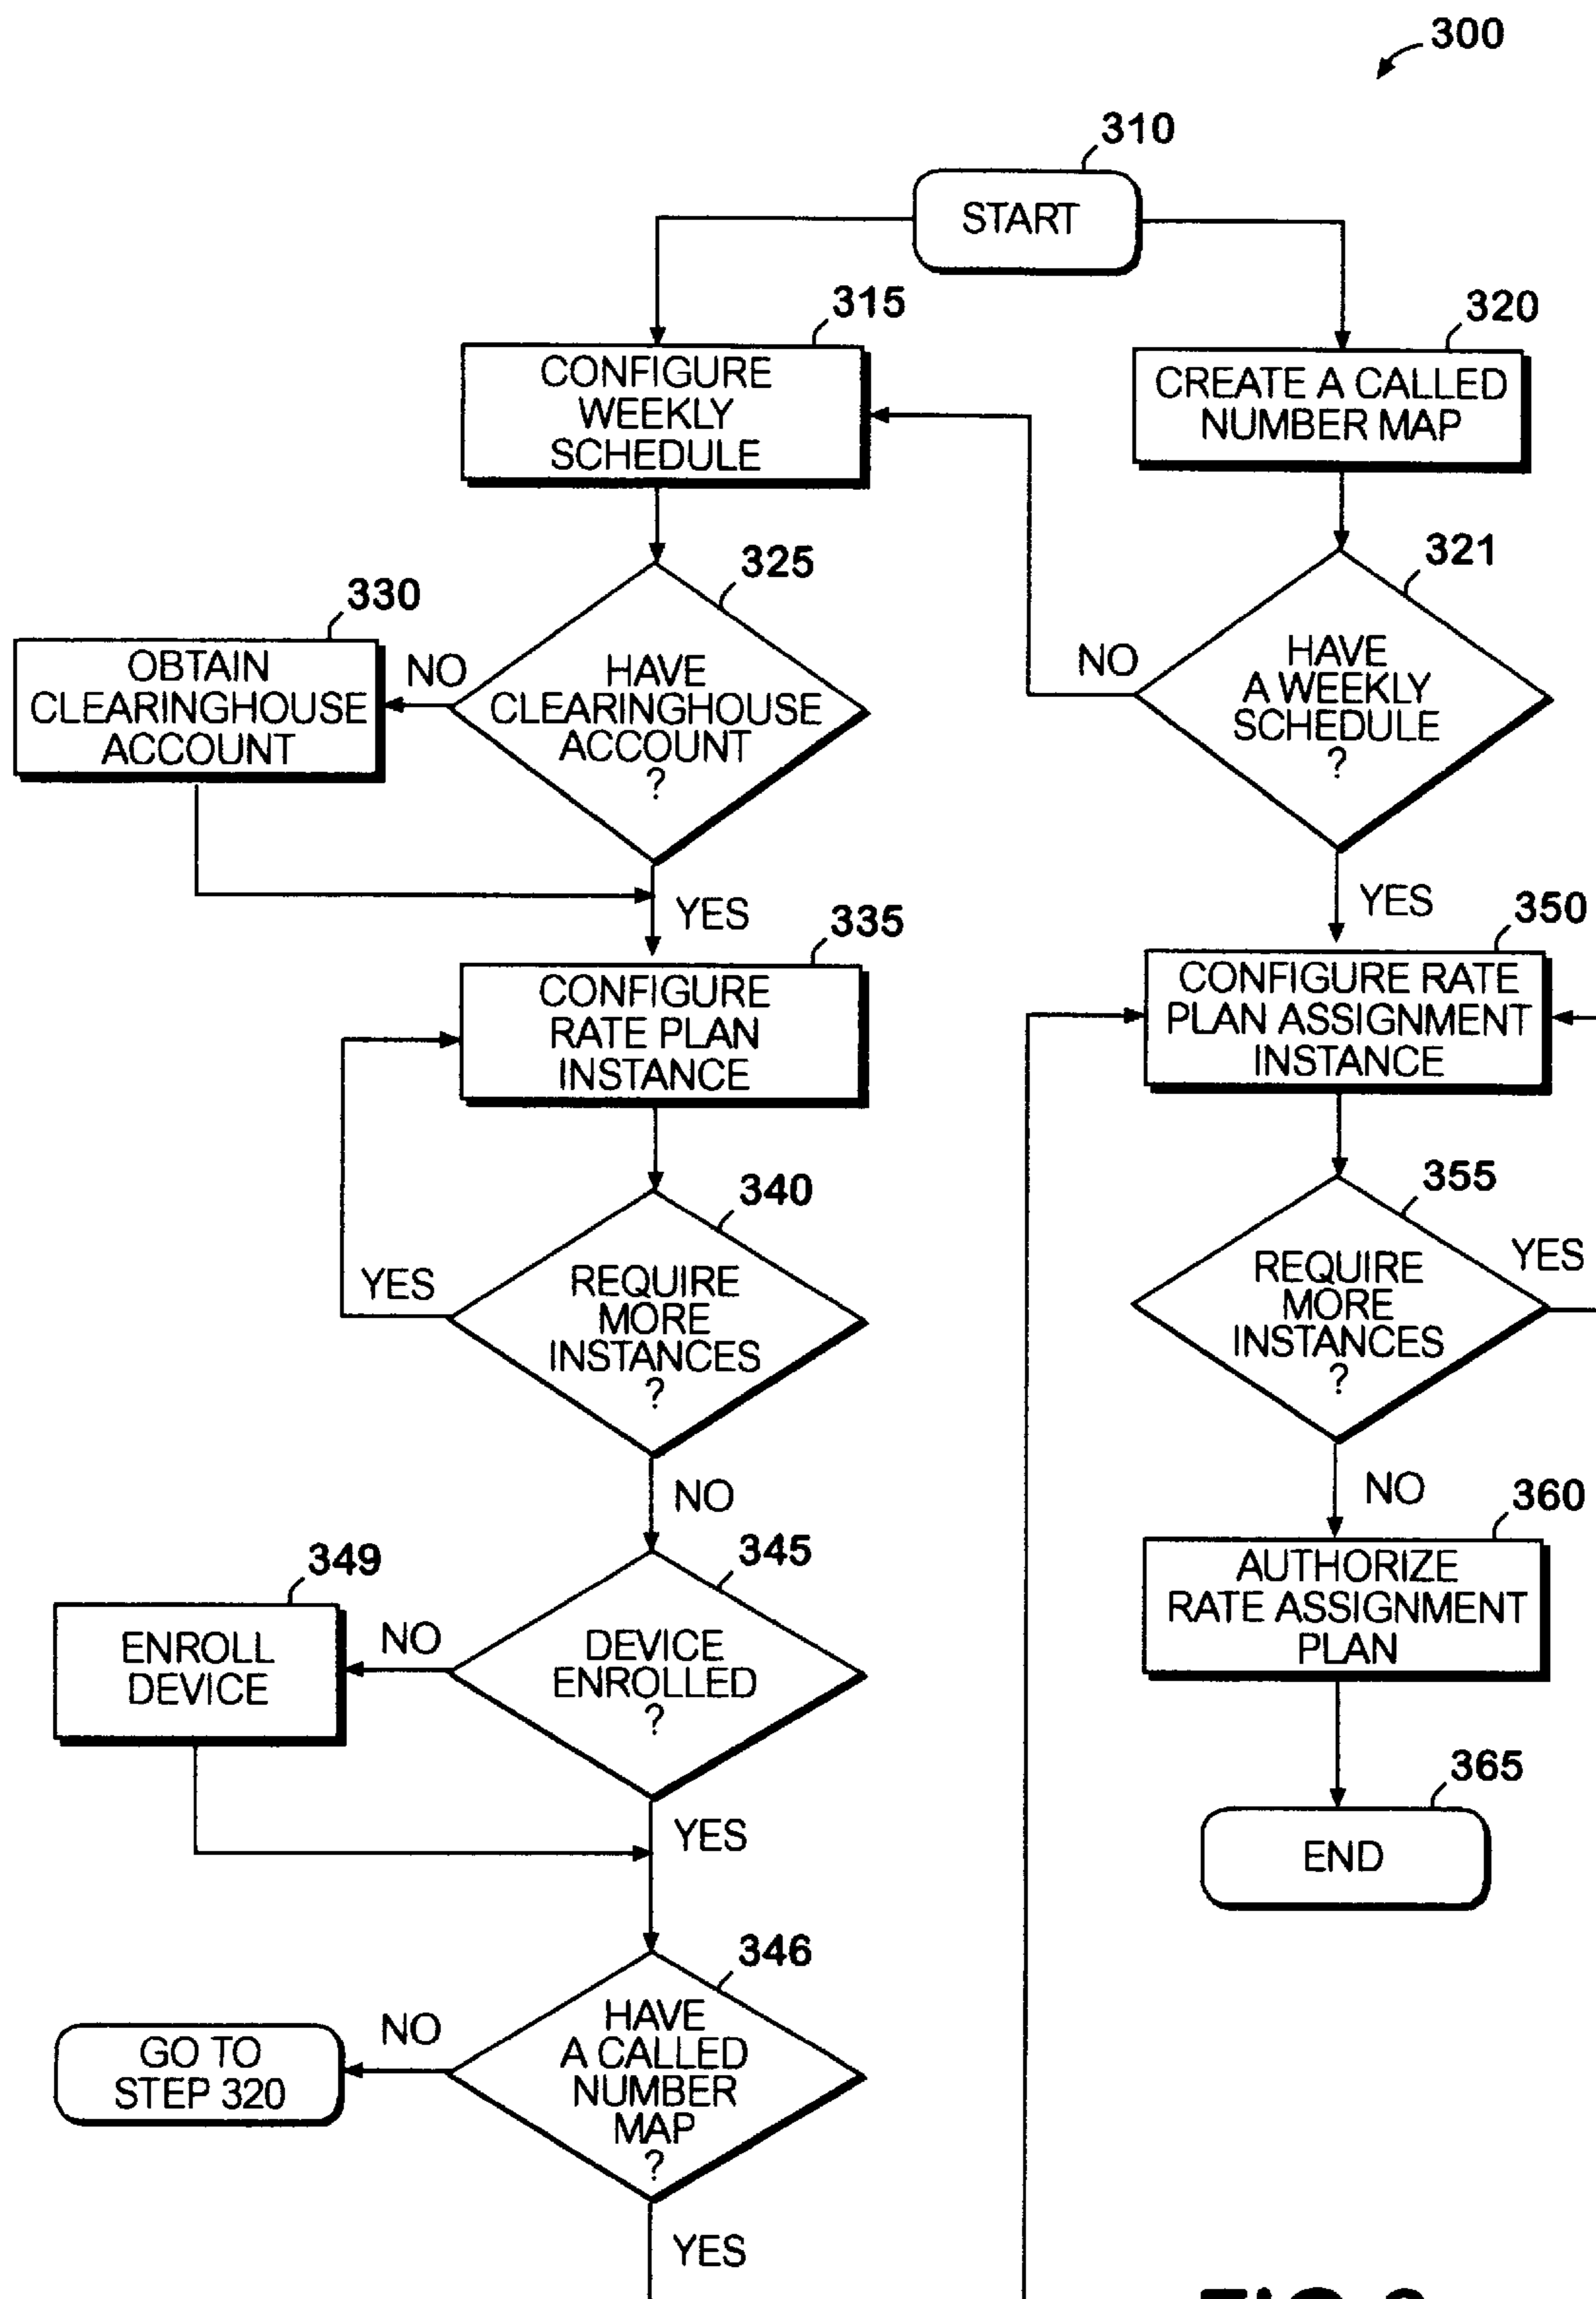 300
310
START
315
CONFIGURE
WEEKLY
SCHEDULE
320
CREATE A CALLED
NUMBER MAP
325
HAVE
CLEARINGHOUSE
ACCOUNT
?
NO
330
OBTAIN
CLEARINGHOUSE
ACCOUNT
YES
321
HAVE
A WEEKLY
SCHEDULE
?
NO
YES
335
CONFIGURE
RATE PLAN
INSTANCE
350
CONFIGURE RATE
PLAN ASSIGNMENT
INSTANCE
340
REQUIRE
MORE
INSTANCES
?
YES
NO
355
REQUIRE
MORE
INSTANCES
?
YES
NO
345
DEVICE
ENROLLED
?
NO
349
ENROLL
DEVICE
YES
360
AUTHORIZE
RATE ASSIGNMENT
PLAN
365
END
346
HAVE
A CALLED
NUMBER
MAP
?
NO
GO TO
STEP 320
YES